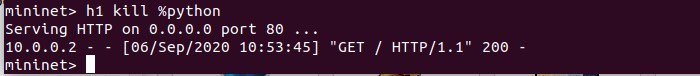 mininet> h1 kill %python
Serving HTTP on 0.0.0.0 port 80 ...
10.0.0.2 - - [06/Sep/2020 10:53:45] "GET / HTTP/1.1" 200 -
mininet>